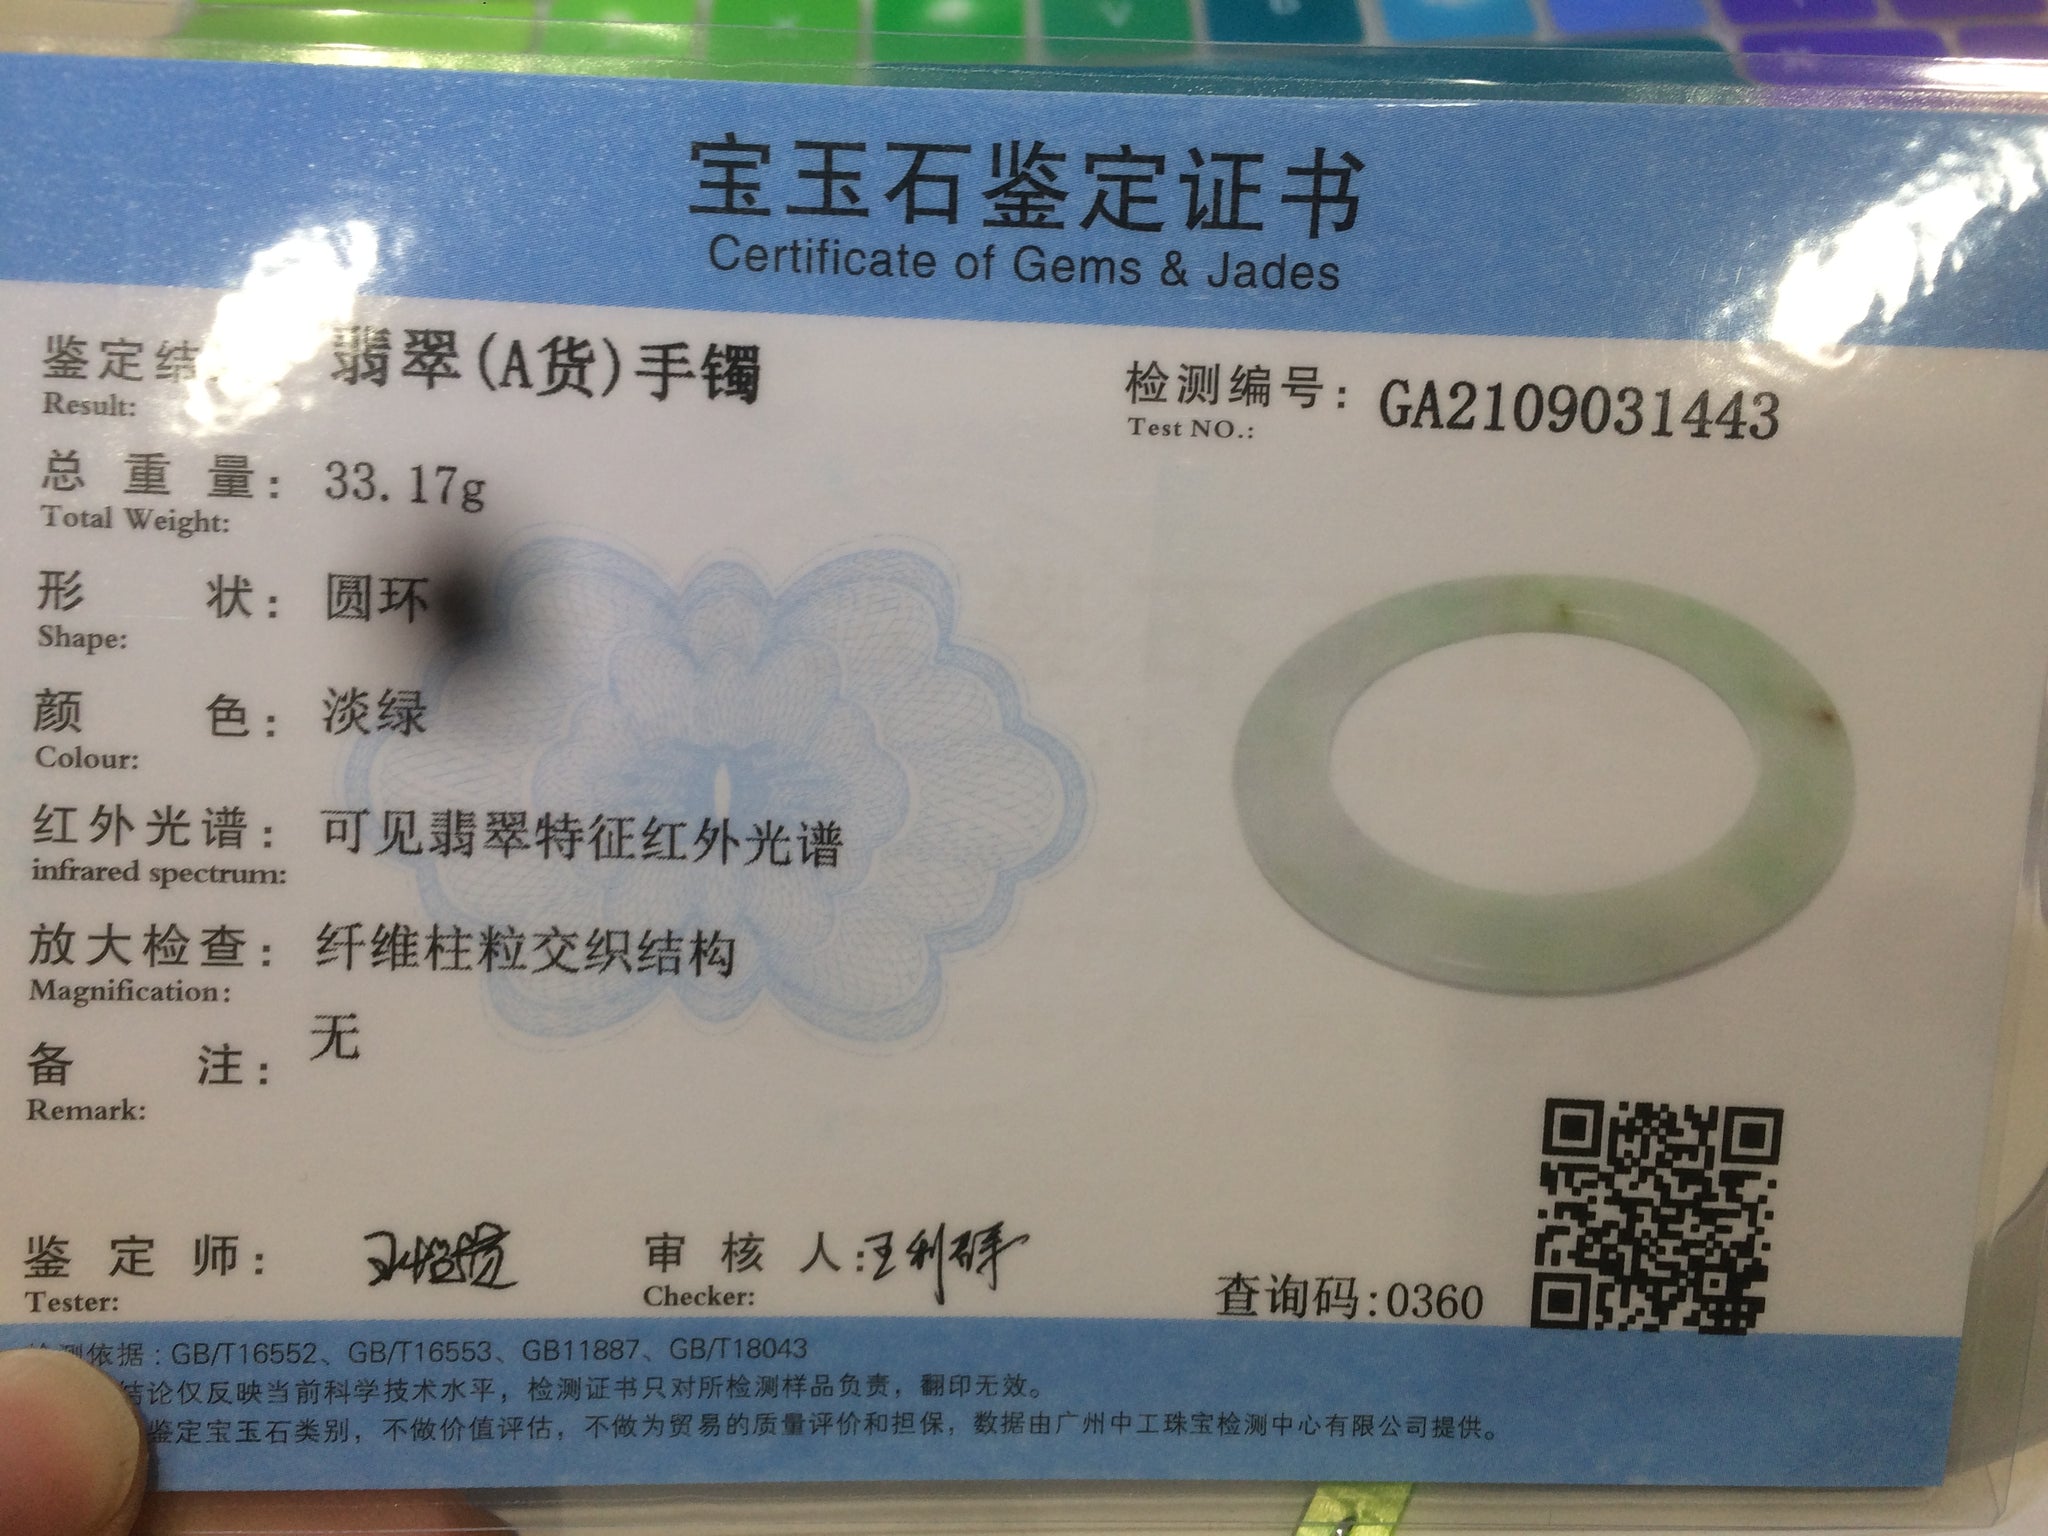 宝玉石鉴定证书
Certificate of Gems & Jades
鉴定结 翡翠(A货)手镯
Result:
检测编号: GA2109031443
Test NO.:
总重量: 33.17g
Total Weight:
形状: 圆环
Shape:
颜色: 淡绿
Colour:
红外光谱: 可见翡翠特征红外光谱
infrared spectrum:
放大检查: 纤维柱粒交织结构
Magnification:
备注: 无
Remark:
鉴定师:
Tester:
审核人: 王利
Checker:
查询码:0360
测依据:GB/T16552、GB/T16553、GB11887、GB/T18043
结论仅反映当前科学技术水平，检测证书只对所检测样品负责，翻印无效。
鉴定宝玉石类别，不做价值评估，不做为贸易的质量评价和担保，数据由广州中工珠宝检测中心有限公司提供。